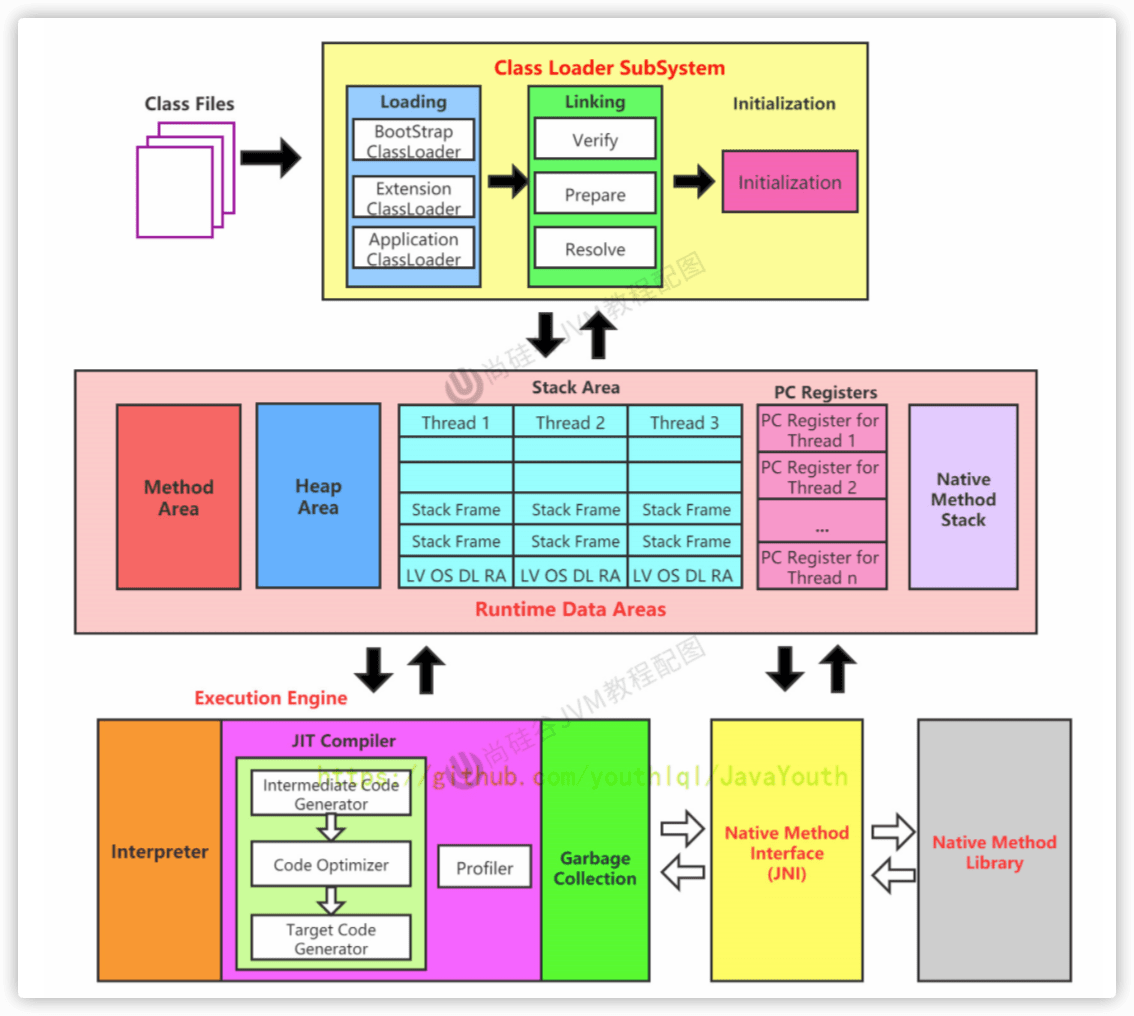 Class Loader SubSystem
Class Files
Loading
BootStrap
ClassLoader
Extension
ClassLoader
Application
ClassLoader
Linking
Verify
Prepare
Resolve
Initialization
Initialization
尚硅谷JVM教程配图
Stack Area
PC Registers
Method
Area
Heap
Area
Thread 1
Thread 2
Thread 3
Stack Frame
Stack Frame
Stack Frame
Stack Frame
Stack Frame
Stack Frame
LV OS DL RA
LV OS DL RA
LV OS DL RA
PC Register for
Thread 1
PC Register for
Thread 2
...
PC Register for
Thread n
Native
Method
Stack
Runtime Data Areas
Execution Engine
尚硅谷JVM教程配图
Interpreter
JIT Compiler
https://github.com/youthlql/JavaYouth
Intermediate Code
Generator
Code Optimizer
Target Code
Generator
Profiler
Garbage
Collection
Native Method
Interface
(JNI)
Native Method
Library